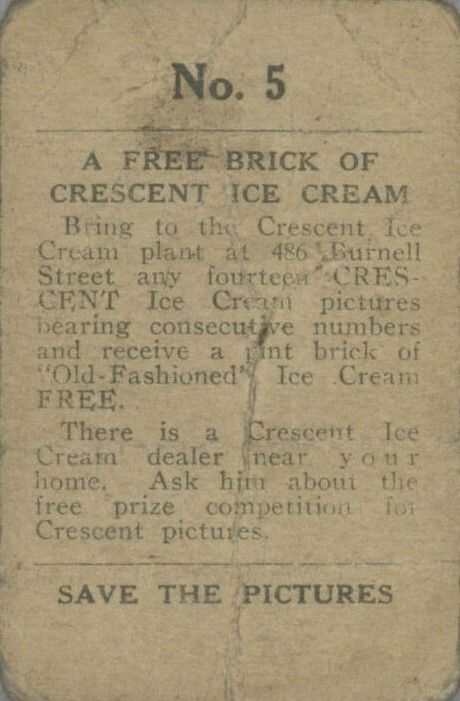 No. 5
A FREE BRICK OF
CRESCENT ICE CREAM
Bring to the Crescent Ice
Cream plant at 486 Burnell
Street any fourteen CRES-
CENT Ice Cream pictures
bearing consecutive numbers
and receive a pint brick of
"Old-Fashioned" Ice Cream
FREE.
There is a Crescent Ice
Cream dealer near your
home. Ask him about the
free prize competition for
Crescent pictures.
SAVE THE PICTURES